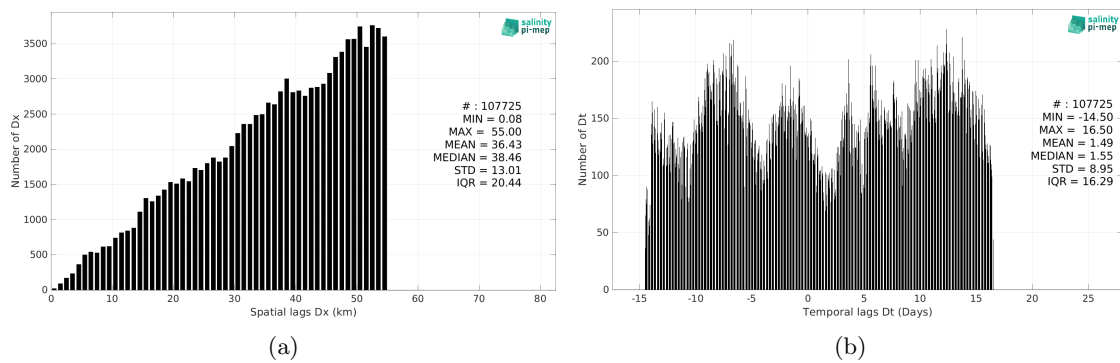 salinity
pi-mep
3500
3000
2500
2000
1500
1000
500
0
Number of Dx
# : 107725
MIN = 0.08
MAX = 55.00
MEAN = 36.43
MEDIAN = 38.46
STD = 13.01
IQR = 20.44
0 10 20 30 40 50 60 70 80
Spatial lags Dx (km)
(a)
salinity
pi-mep
200
150
100
50
0
Number of Dt
# : 107725
MIN = -14.50
MAX = 16.50
MEAN = 1.49
MEDIAN = 1.55
STD = 8.95
IQR = 16.29
-15 -10 -5 0 5 10 15 20 25
Temporal lags Dt (Days)
(b)